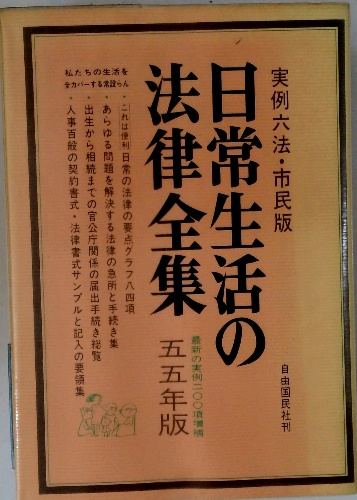 実例六法・市民版
日常生活の
法律全集
最新の実例二〇〇項増補
五五年版
自由国民社刊
私たちの生活を
全カバーする常設らん
・これは便利 日常の法律の要点グラフ八四項
・あらゆる問題を解決する法律の急所と手続き集
・出生から相続までの官公庁関係の届出手続き総覧
・人事百般の契約書式・法律書式サンプルと記入の要領集